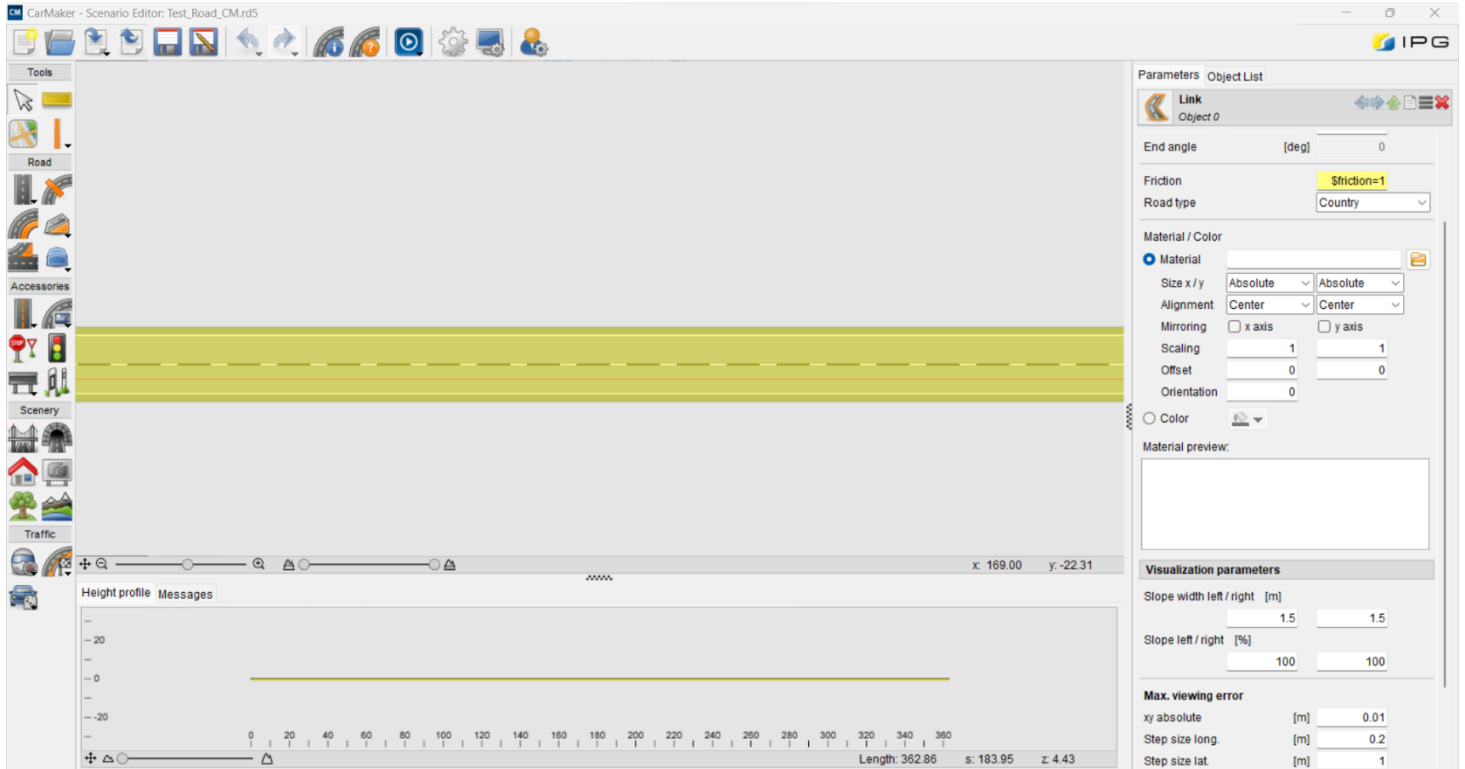 CM CarMaker - Scenario Editor: Test_Road_CM.rd5
IPG
Tools
Road
Accessories
STOP
Scenery
Traffic
x: 169.00 y: -22.31
Height profile Messages
20
0
-20
0 20 40 60 80 100 120 140 160 180 200 220 240 260 280 300 320 340 360
Length: 362.86 s: 183.95 z: 4.43
Parameters Object List
Link
Object 0
End angle [deg] 0
Friction $friction=1
Road type Country
Material / Color
Material
Size x / y Absolute Absolute
Alignment Center Center
Mirroring x axis y axis
Scaling 1 1
Offset 0 0
Orientation 0
Color
Material preview:
Visualization parameters
Slope width left / right [m]
1.5 1.5
Slope left / right [%]
100 100
Max. viewing error
xy absolute [m] 0.01
Step size long. [m] 0.2
Step size lat. [m] 1